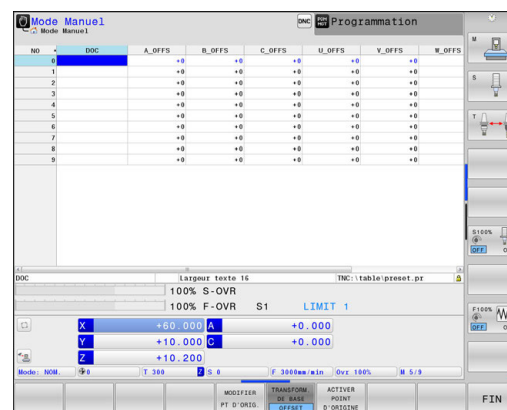 Mode Manuel
Mode Manuel
DNC
Programmation
NO DOC A_OFFS B_OFFS C_OFFS U_OFFS V_OFFS W_OFFS
0 +0 +0 +0 +0 +0
1 +0 +0 +0 +0 +0
2 +0 +0 +0 +0 +0
3 +0 +0 +0 +0 +0
4 +0 +0 +0 +0 +0
5 +0 +0 +0 +0 +0
6 +0 +0 +0 +0 +0
7 +0 +0 +0 +0 +0
8 +0 +0 +0 +0 +0
9 +0 +0 +0 +0 +0
DOC Largeur texte 16 TNC:\table\preset.pr
100% S-OVR
100% F-OVR S1 LIMIT 1
X +60.000 A +0.000
Y +10.000 C +0.000
Z +10.200
Mode: NOM. 0 T 300 Z S 0 F 3000mm/min Ovr 100% M 5/9
MODIFIER
PT D'ORIG.
TRANSFORM.
DE BASE
OFFSET
ACTIVER
POINT
D'ORIGINE
FIN
M
S
T
S100%
OFF
F100%
OFF